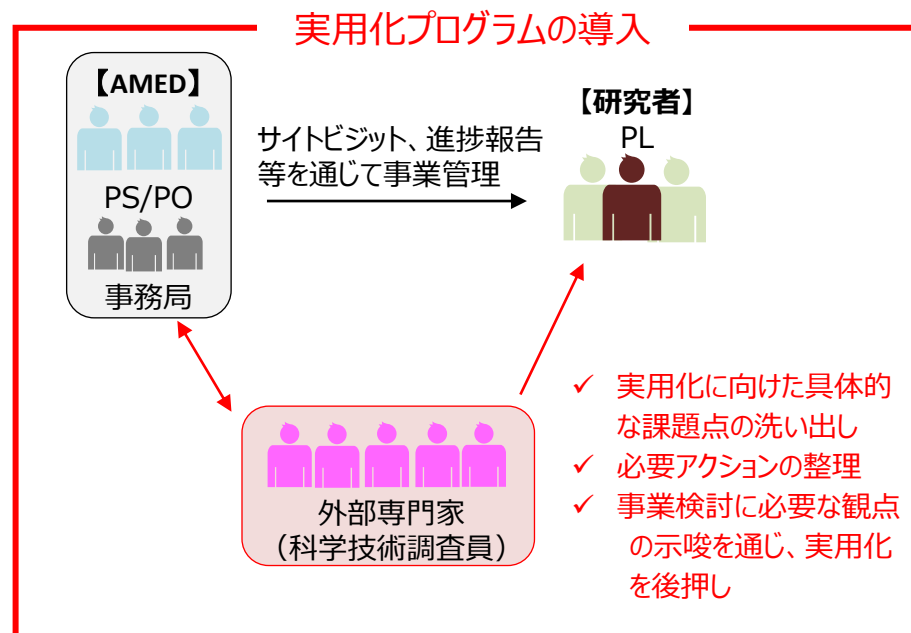 実用化プログラムの導入
【AMED】
PS/PO
事務局
サイトビジット、進捗報告
等を通じて事業管理
【研究者】
PL
外部専門家
（科学技術調査員）
✓ 実用化に向けた具体的
な課題点の洗い出し
✓ 必要アクションの整理
✓ 事業検討に必要な観点
の示唆を通じ、実用化
を後押し